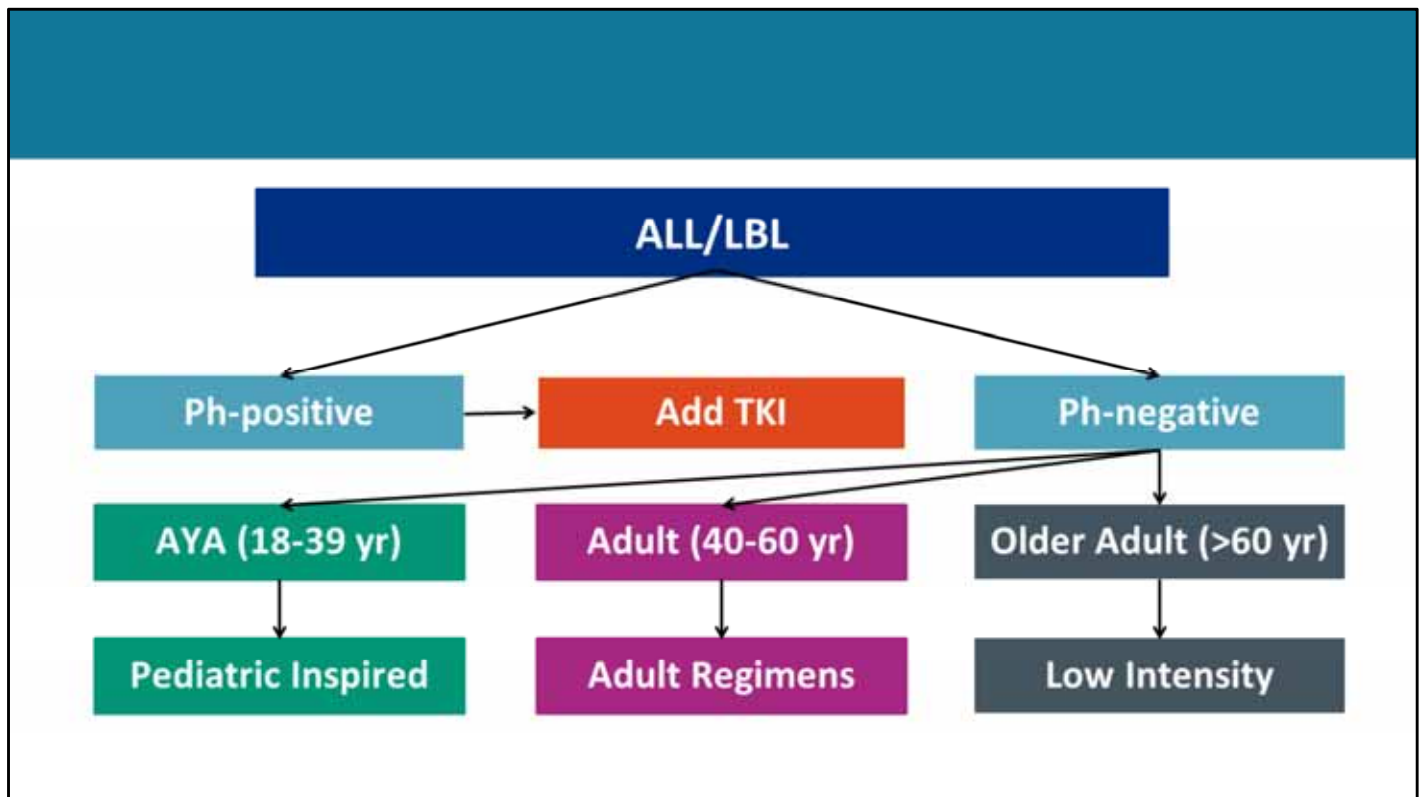 ALL/LBL
Ph-positive
Add TKI
Ph-negative
AYA (18-39 yr)
Adult (40-60 yr)
Older Adult (>60 yr)
Pediatric Inspired
Adult Regimens
Low Intensity